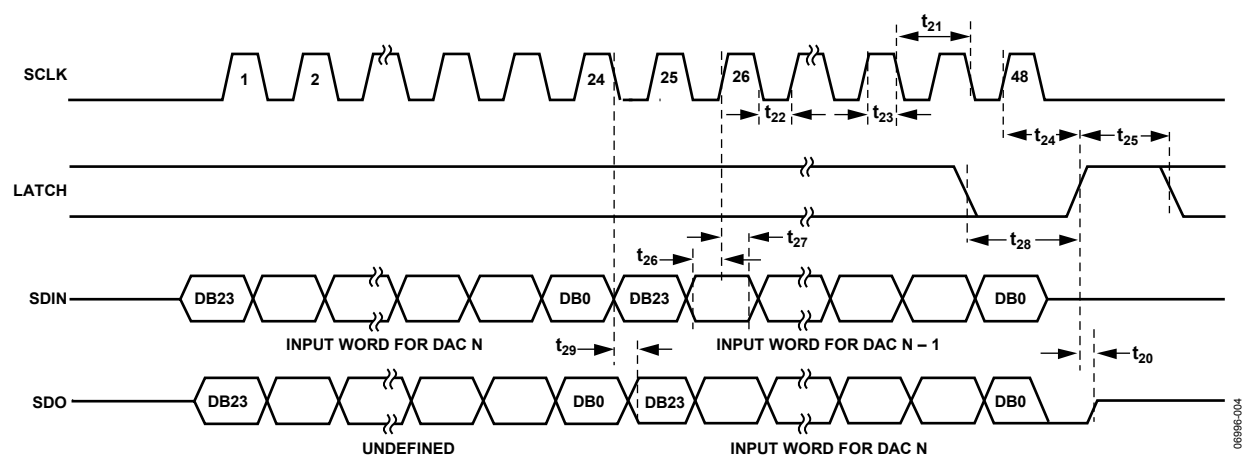 t21
SCLK
1
2
24
25
26
48
t22
t23
t24
t25
LATCH
t28
t27
t26
SDIN
DB23
DB0
DB23
DB0
INPUT WORD FOR DAC N
INPUT WORD FOR DAC N – 1
t29
t20
SDO
DB23
DB0
DB23
DB0
UNDEFINED
INPUT WORD FOR DAC N
06996-004